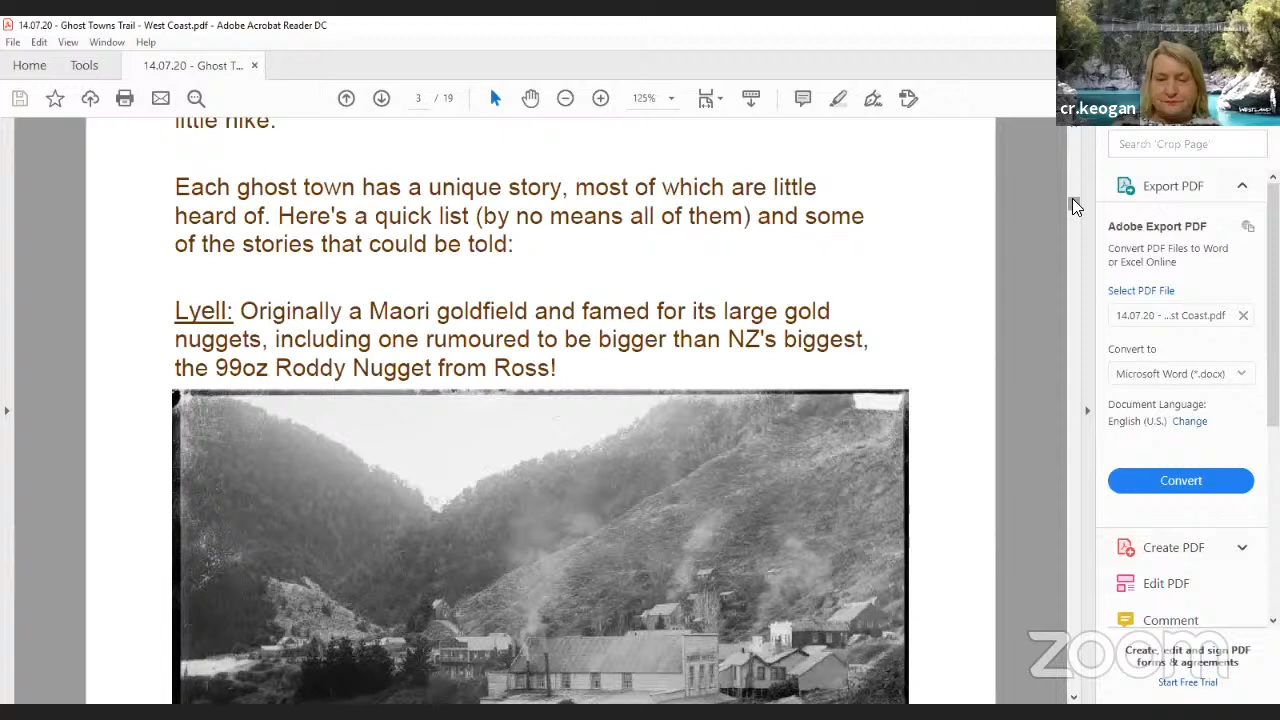 14.07.20 - Ghost Towns Trail - West Coast.pdf - Adobe Acrobat Reader DC
File Edit View Window Help
Home Tools 14.07.20 - Ghost T... ×
3 / 19 125%
cr.keogan
WESTLAND
little hike.
Each ghost town has a unique story, most of which are little
heard of. Here's a quick list (by no means all of them) and some
of the stories that could be told:
Lyell: Originally a Maori goldfield and famed for its large gold
nuggets, including one rumoured to be bigger than NZ's biggest,
the 99oz Roddy Nugget from Ross!
Search 'Crop Page'
Export PDF
Adobe Export PDF
Convert PDF Files to Word
or Excel Online
Select PDF File
14.07.20 - ...st Coast.pdf
Convert to
Microsoft Word (*.docx)
Document Language:
English (U.S.) Change
Convert
Create PDF
Edit PDF
Comment
Create, edit and sign PDF
forms & agreements
Start Free Trial
zoom